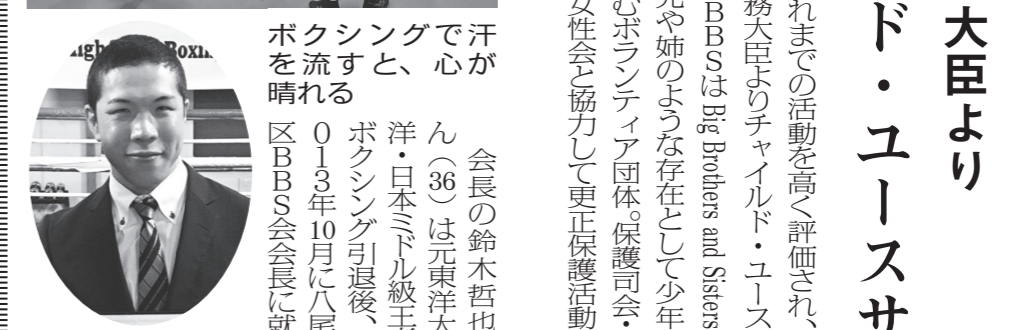 大臣より
ド・ユースサ
れまでの活動を高く評価され、
務大臣よりチャイルド・ユース
BBSは Big Brothers and Sisters
兄や姉のような存在として少年
むボランティア団体。保護司会・
女性会と協力して更正保護活動
ボクシングで汗
を流すと、心が
晴れる
会長の鈴木哲也
ん（36）は元東洋太
洋・日本ミドル級王
ボクシング引退後、
013年10月に八尾
区BBS会会長に就